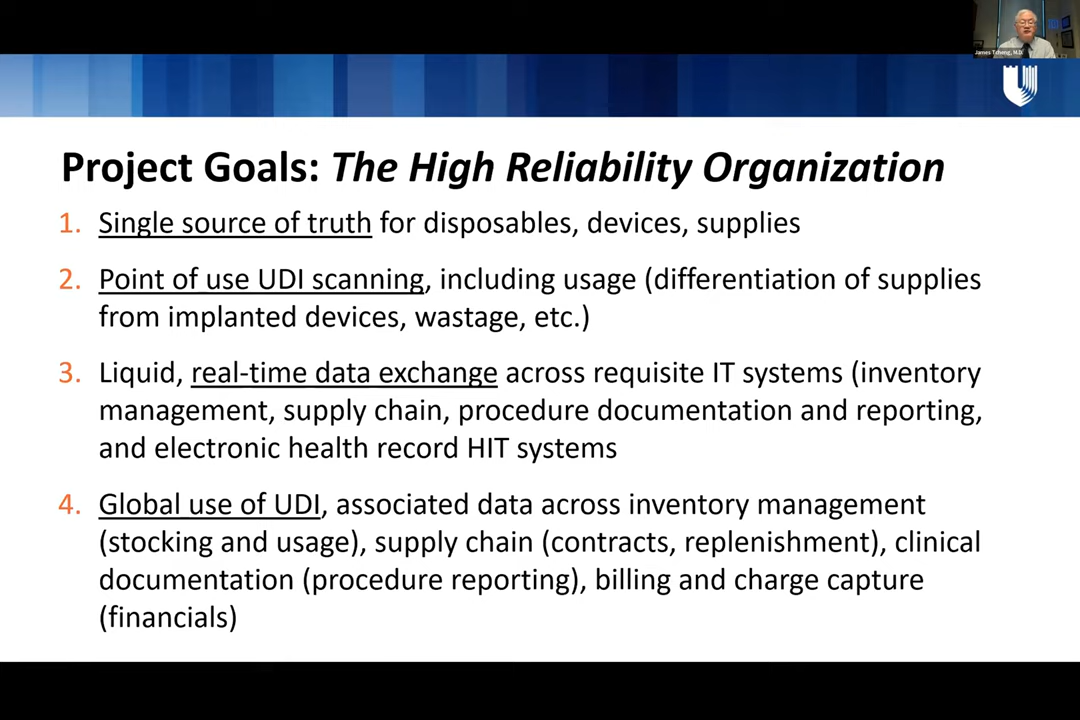 James Tcheng, M.D.
Project Goals: The High Reliability Organization
1. Single source of truth for disposables, devices, supplies
2. Point of use UDI scanning, including usage (differentiation of supplies
from implanted devices, wastage, etc.)
3. Liquid, real-time data exchange across requisite IT systems (inventory
management, supply chain, procedure documentation and reporting,
and electronic health record HIT systems
4. Global use of UDI, associated data across inventory management
(stocking and usage), supply chain (contracts, replenishment), clinical
documentation (procedure reporting), billing and charge capture
(financials)